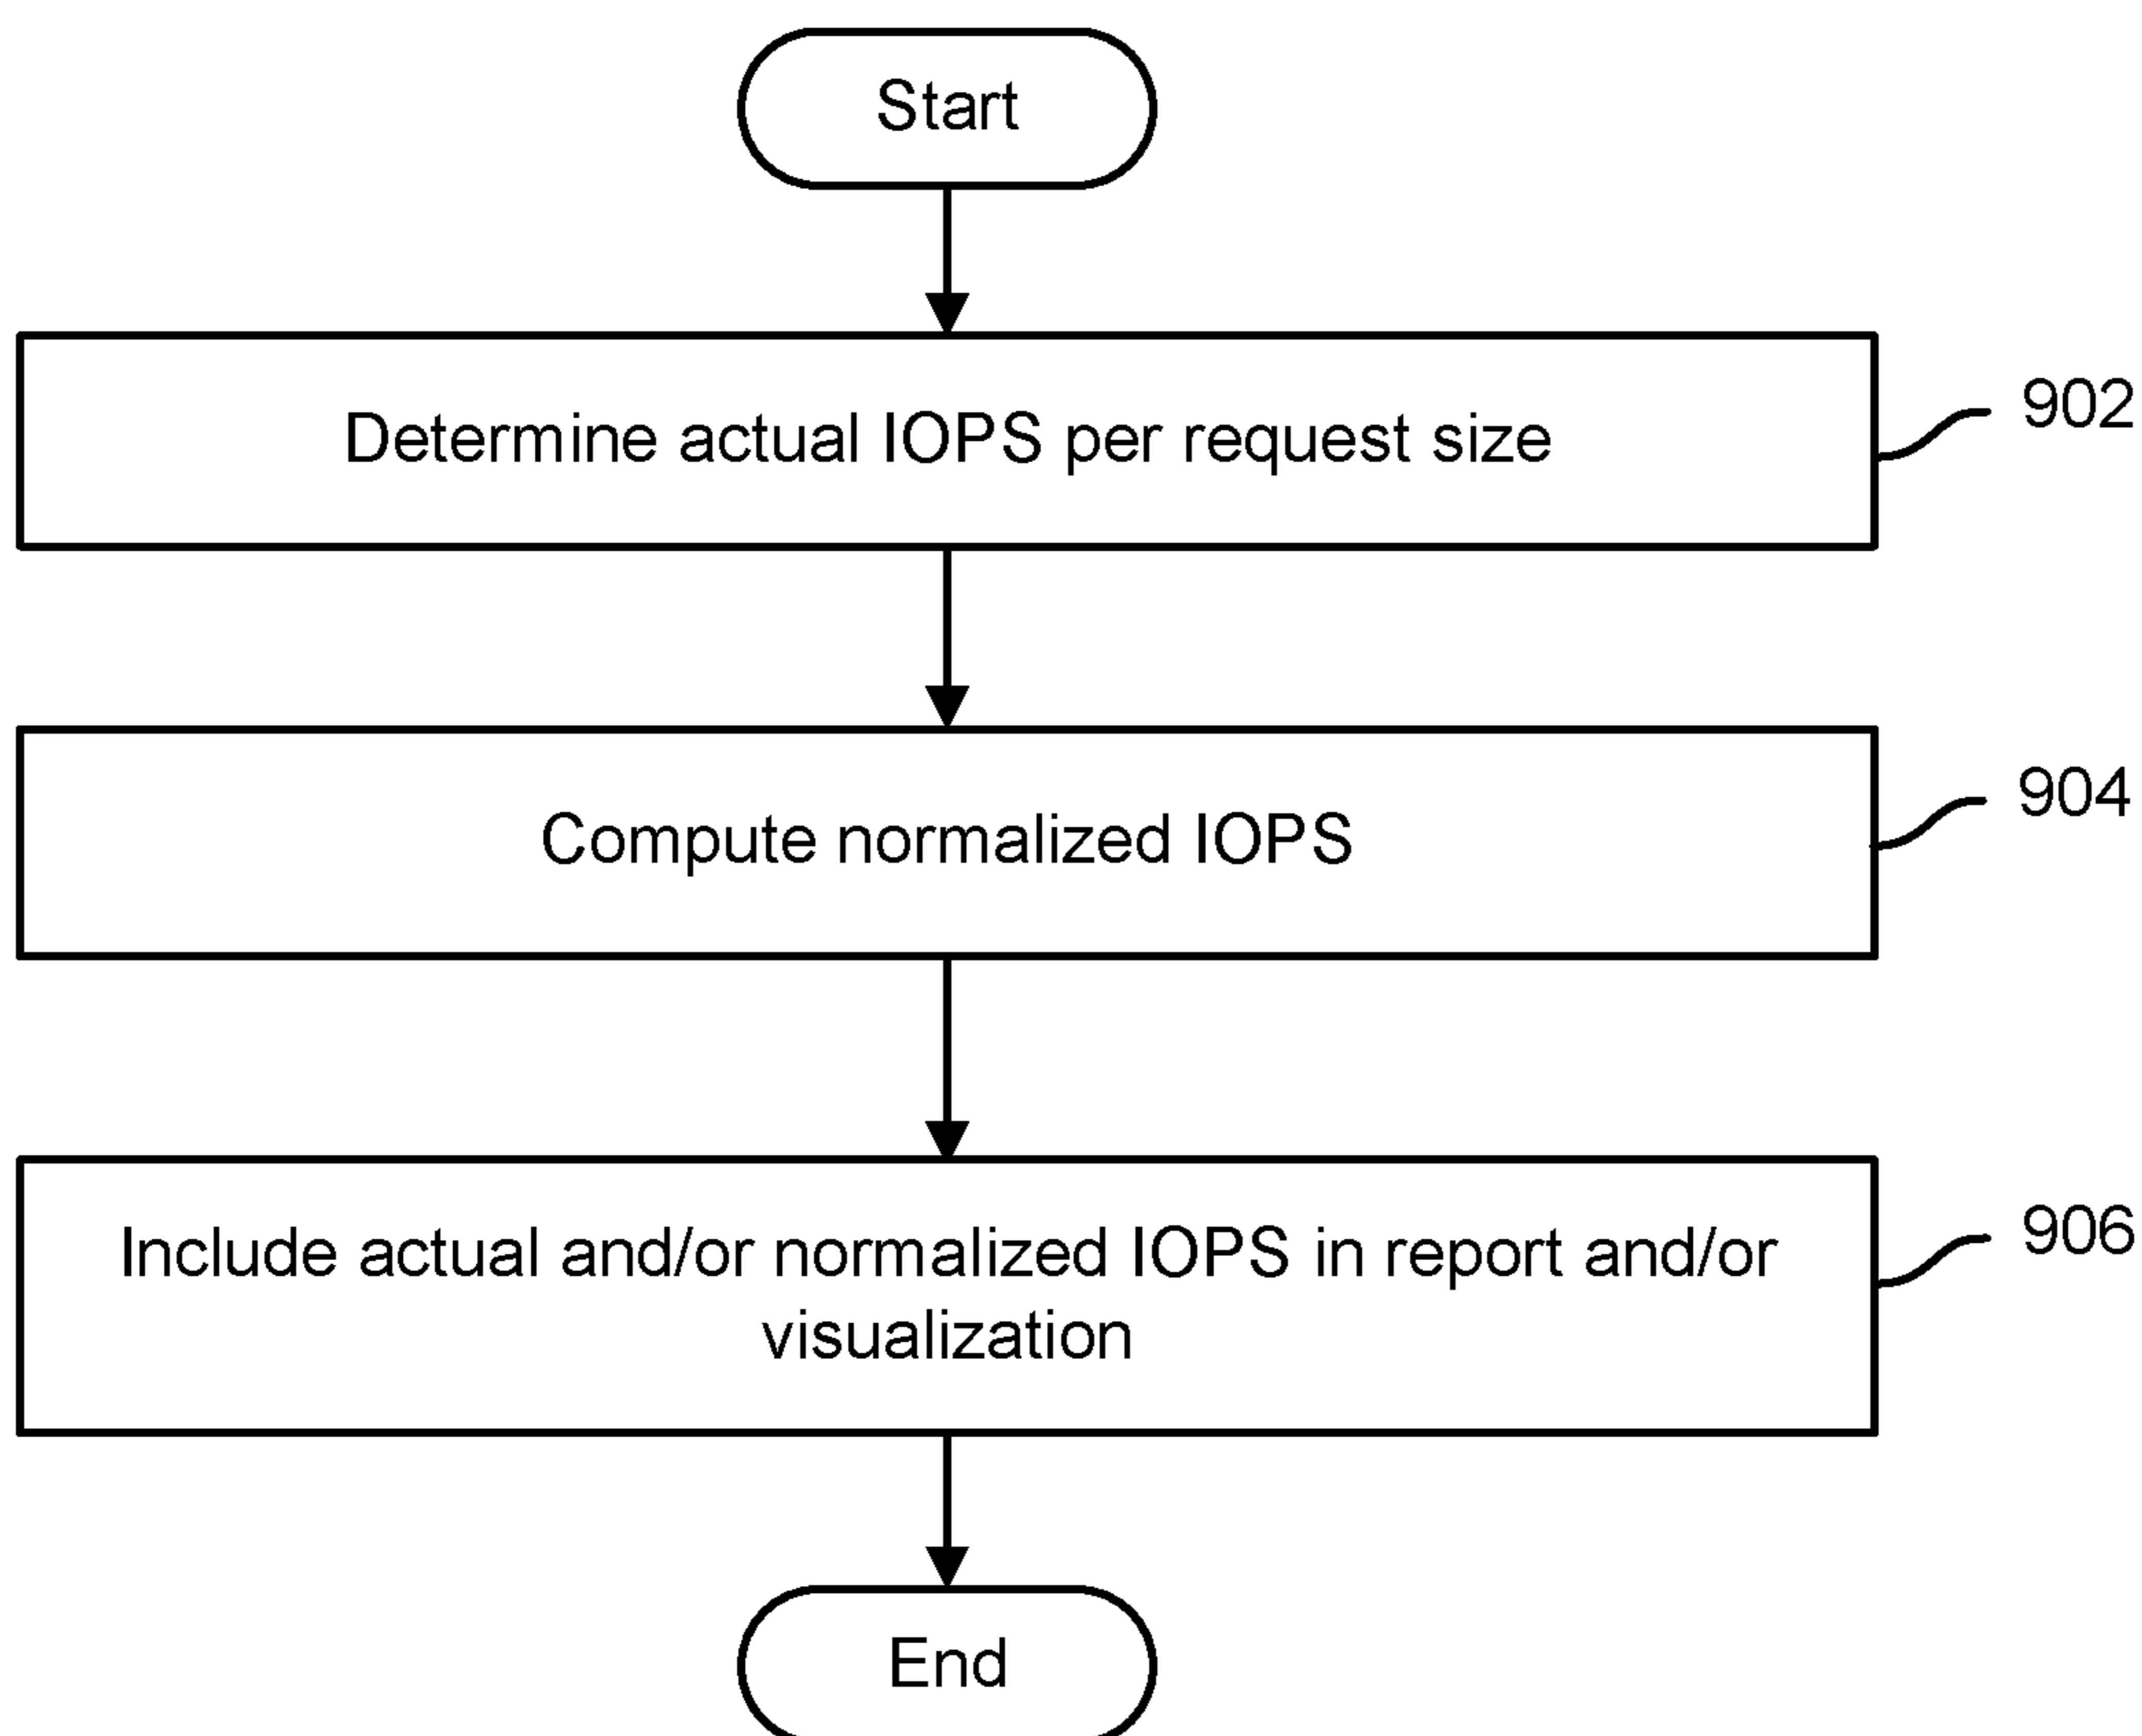 Start
Determine actual IOPS per request size
902
Compute normalized IOPS
904
Include actual and/or normalized IOPS in report and/or
visualization
906
End